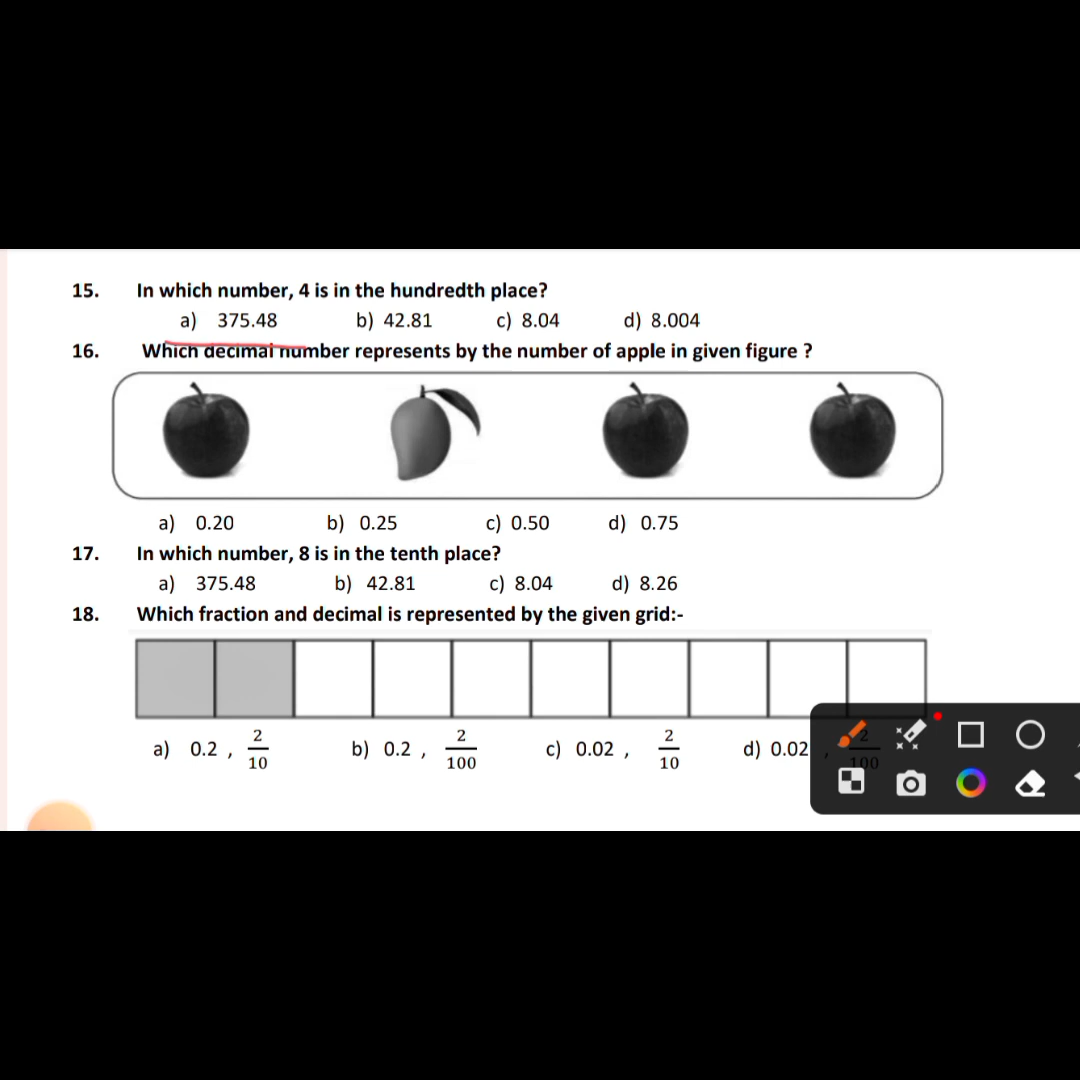 15. In which number, 4 is in the hundredth place?
a) 375.48 b) 42.81 c) 8.04 d) 8.004
16. Which decimal number represents by the number of apple in given figure ?
a) 0.20 b) 0.25 c) 0.50 d) 0.75
17. In which number, 8 is in the tenth place?
a) 375.48 b) 42.81 c) 8.04 d) 8.26
18. Which fraction and decimal is represented by the given grid:-
a) 0.2 , 2/10 b) 0.2 , 2/100 c) 0.02 , 2/10 d) 0.02 , 2/100